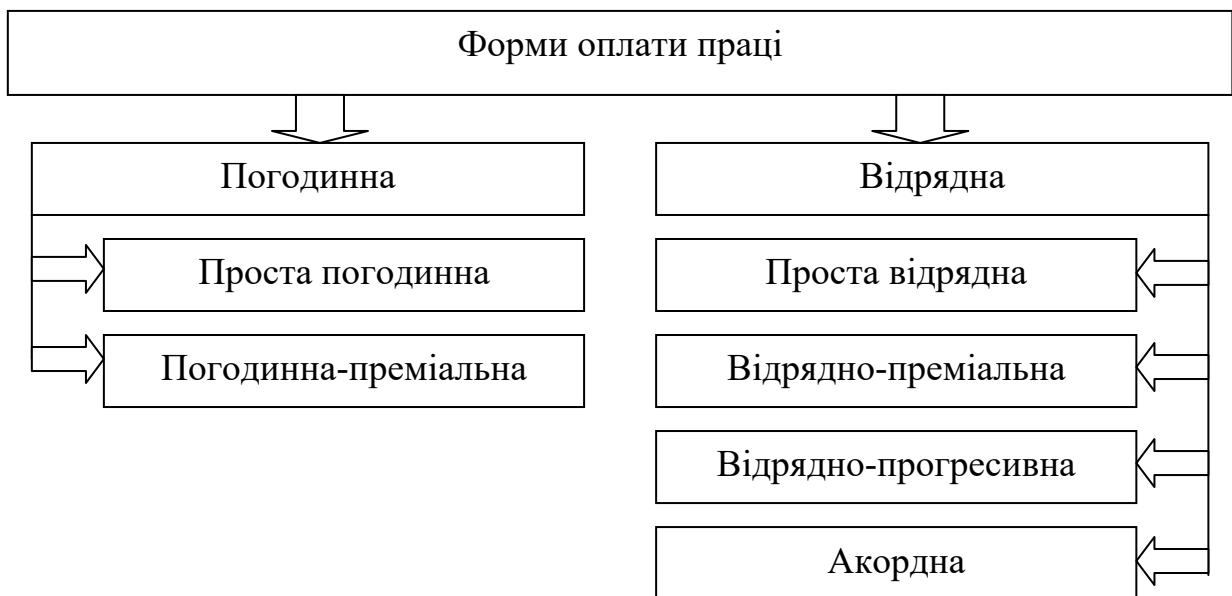 Форми оплати праці
Погодинна
Відрядна
Проста погодинна
Проста відрядна
Погодинна-преміальна
Відрядно-преміальна
Відрядно-прогресивна
Акордна